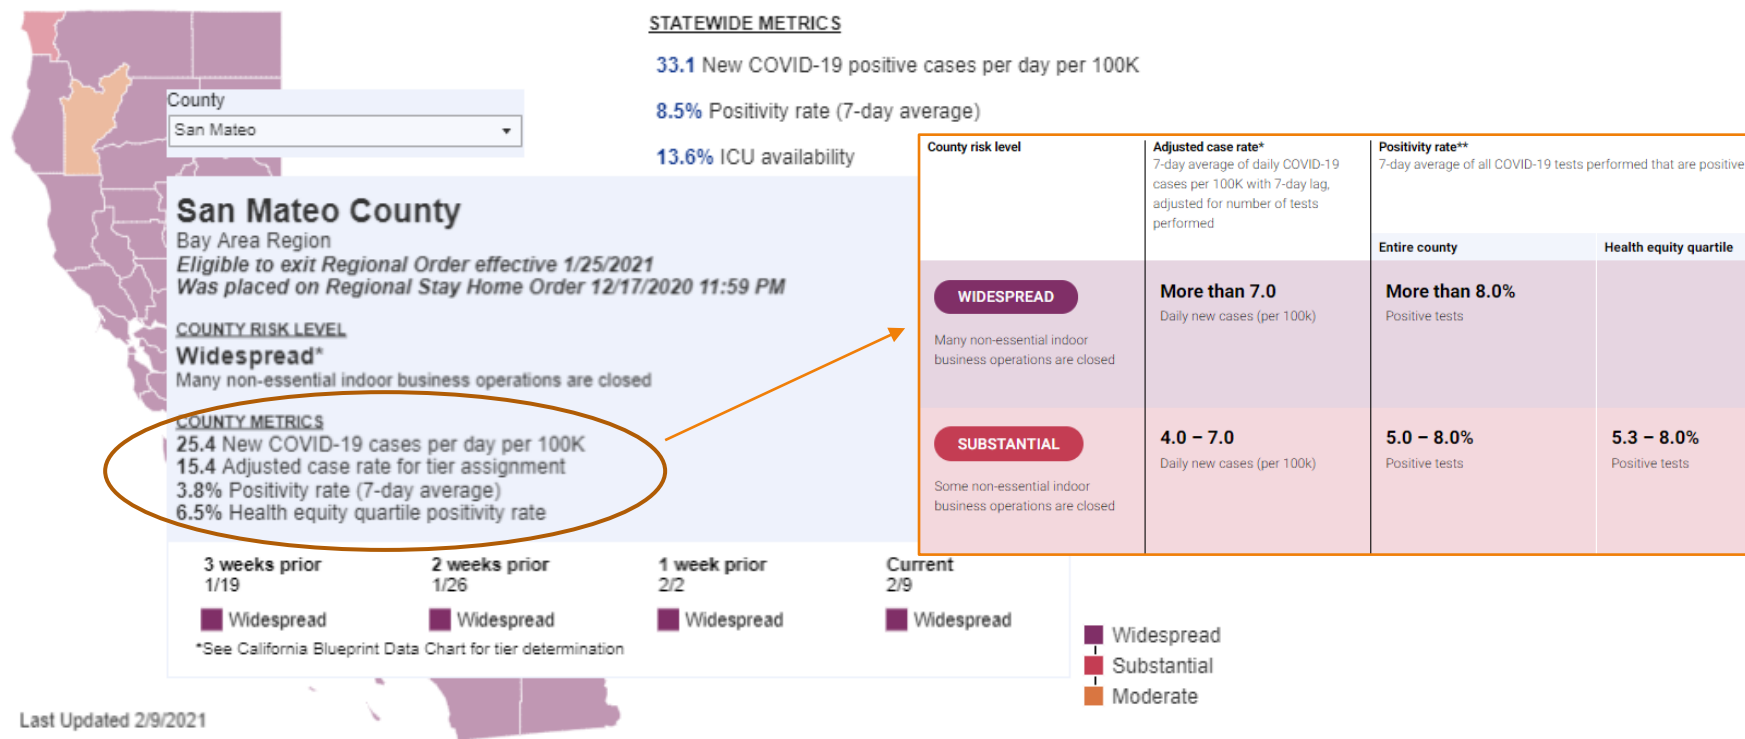 STATEWIDE METRICS
33.1 New COVID-19 positive cases per day per 100K
8.5% Positivity rate (7-day average)
13.6% ICU availability
County
San Mateo
San Mateo County
Bay Area Region
Eligible to exit Regional Order effective 1/25/2021
Was placed on Regional Stay Home Order 12/17/2020 11:59 PM
COUNTY RISK LEVEL
Widespread*
Many non-essential indoor business operations are closed
COUNTY METRICS
25.4 New COVID-19 cases per day per 100K
15.4 Adjusted case rate for tier assignment
3.8% Positivity rate (7-day average)
6.5% Health equity quartile positivity rate
3 weeks prior
1/19
Widespread
2 weeks prior
1/26
Widespread
1 week prior
2/2
Widespread
Current
2/9
Widespread
*See California Blueprint Data Chart for tier determination
County risk level
Adjusted case rate*
7-day average of daily COVID-19
cases per 100K with 7-day lag,
adjusted for number of tests
performed
Positivity rate**
7-day average of all COVID-19 tests performed that are positive
Entire county
Health equity quartile
WIDESPREAD
Many non-essential indoor
business operations are closed
More than 7.0
Daily new cases (per 100k)
More than 8.0%
Positive tests
SUBSTANTIAL
Some non-essential indoor
business operations are closed
4.0 – 7.0
Daily new cases (per 100k)
5.0 – 8.0%
Positive tests
5.3 – 8.0%
Positive tests
Widespread
Substantial
Moderate
Last Updated 2/9/2021